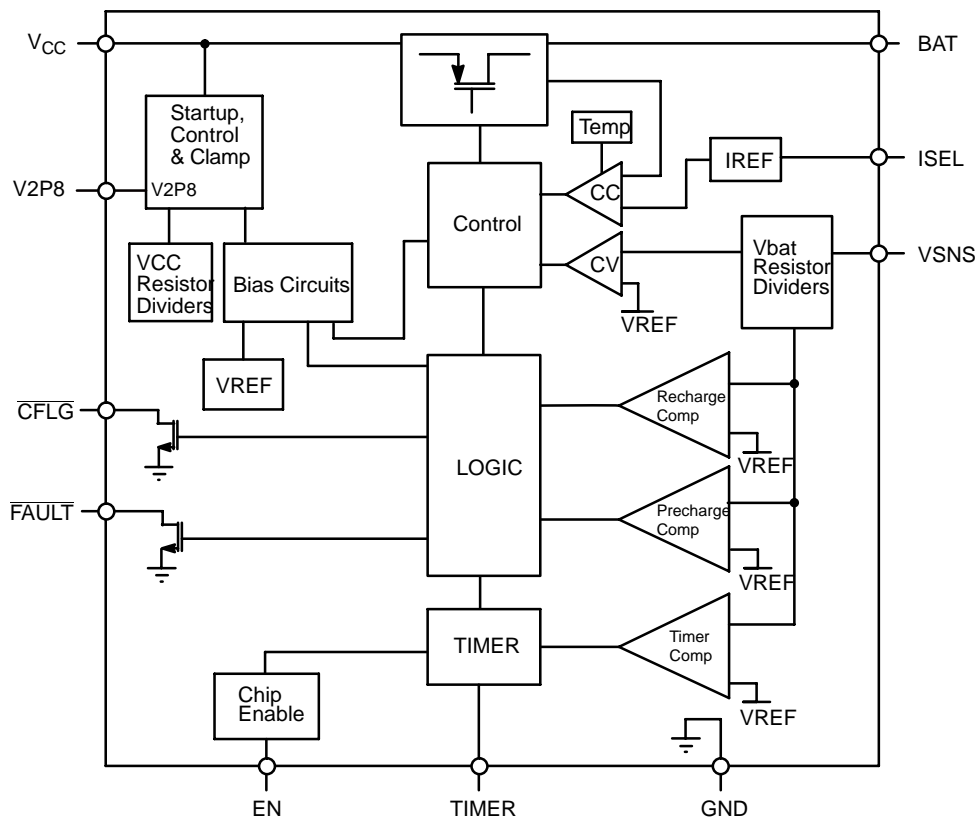 VCC
BAT
Startup,
Control
& Clamp
V2P8
V2P8
Temp
IREF
ISEL
CC
Control
VCC
Resistor
Dividers
Bias Circuits
CV
VREF
Vbat
Resistor
Dividers
VSNS
VREF
CFLG
Recharge
Comp
VREF
LOGIC
FAULT
Precharge
Comp
VREF
TIMER
Timer
Comp
VREF
Chip
Enable
EN
TIMER
GND